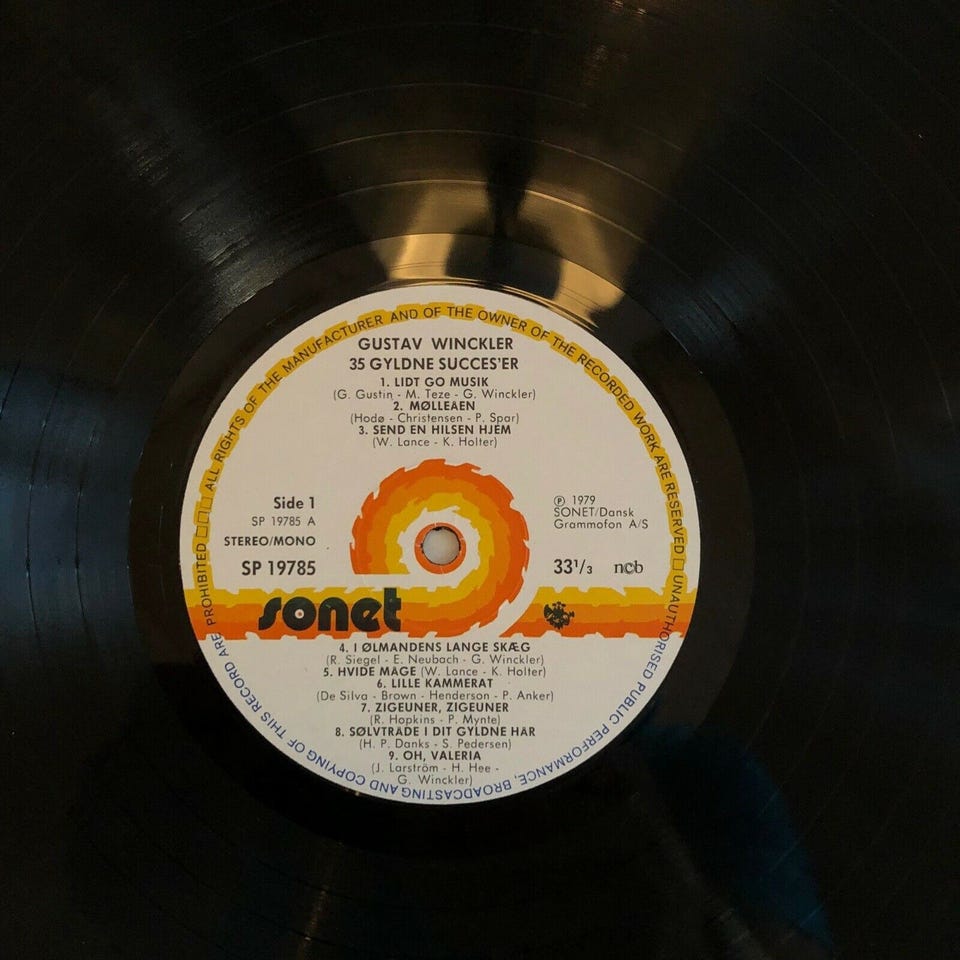 ALL RIGHTS OF THE MANUFACTURER AND OF THE OWNER OF THE RECORDED WORK ARE RESERVED □ UNAUTHORISED PUBLIC PERFORMANCE, BROADCASTING AND COPYING OF THIS RECORD ARE PROHIBITED □
GUSTAV WINCKLER
35 GYLDNE SUCCES'ER
1. LIDT GO MUSIK
(G. Gustin - M. Teze - G. Winckler)
2. MØLLEÅEN
(Hodø - Christensen - P. Spar)
3. SEND EN HILSEN HJEM
(W. Lance - K. Holter)
Side 1
SP 19785 A
STEREO/MONO
SP 19785
℗ 1979
SONET/Dansk
Grammofon A/S
33 1/3 ncb
sonet
4. I ØLMANDENS LANGE SKÆG
(R. Siegel - E. Neubach - G. Winckler)
5. HVIDE MÅGE (W. Lance - K. Holter)
6. LILLE KAMMERAT
(De Silva - Brown - Henderson - P. Anker)
7. ZIGEUNER, ZIGEUNER
(R. Hopkins - P. Mynte)
8. SØLVTRÅDE I DIT GYLDNE HÅR
(H. P. Danks - S. Pedersen)
9. OH, VALERIA
(J. Larström - H. Hee -
G. Winckler)